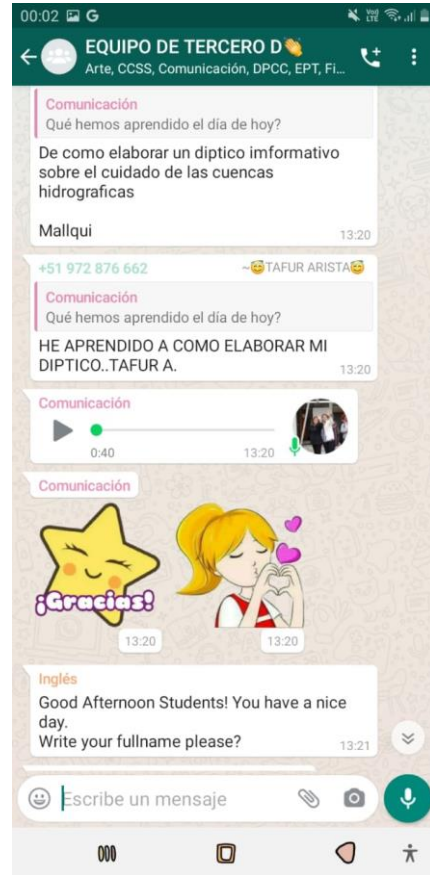 00:02 G
EQUIPO DE TERCERO D
Arte, CCSS, Comunicación, DPCC, EPT, Fi...
Comunicación
Qué hemos aprendido el día de hoy?
De como elaborar un diptico imformativo
sobre el cuidado de las cuencas
hidrograficas
Mallqui
13:20
+51 972 876 662 ~😇TAFUR ARISTA😇
Comunicación
Qué hemos aprendido el día de hoy?
HE APRENDIDO A COMO ELABORAR MI
DIPTICO..TAFUR A.
13:20
Comunicación
0:40 13:20
Comunicación
¡Gracias!
13:20 13:20
Inglés
Good Afternoon Students! You have a nice
day.
Write your fullname please?
13:21
Escribe un mensaje